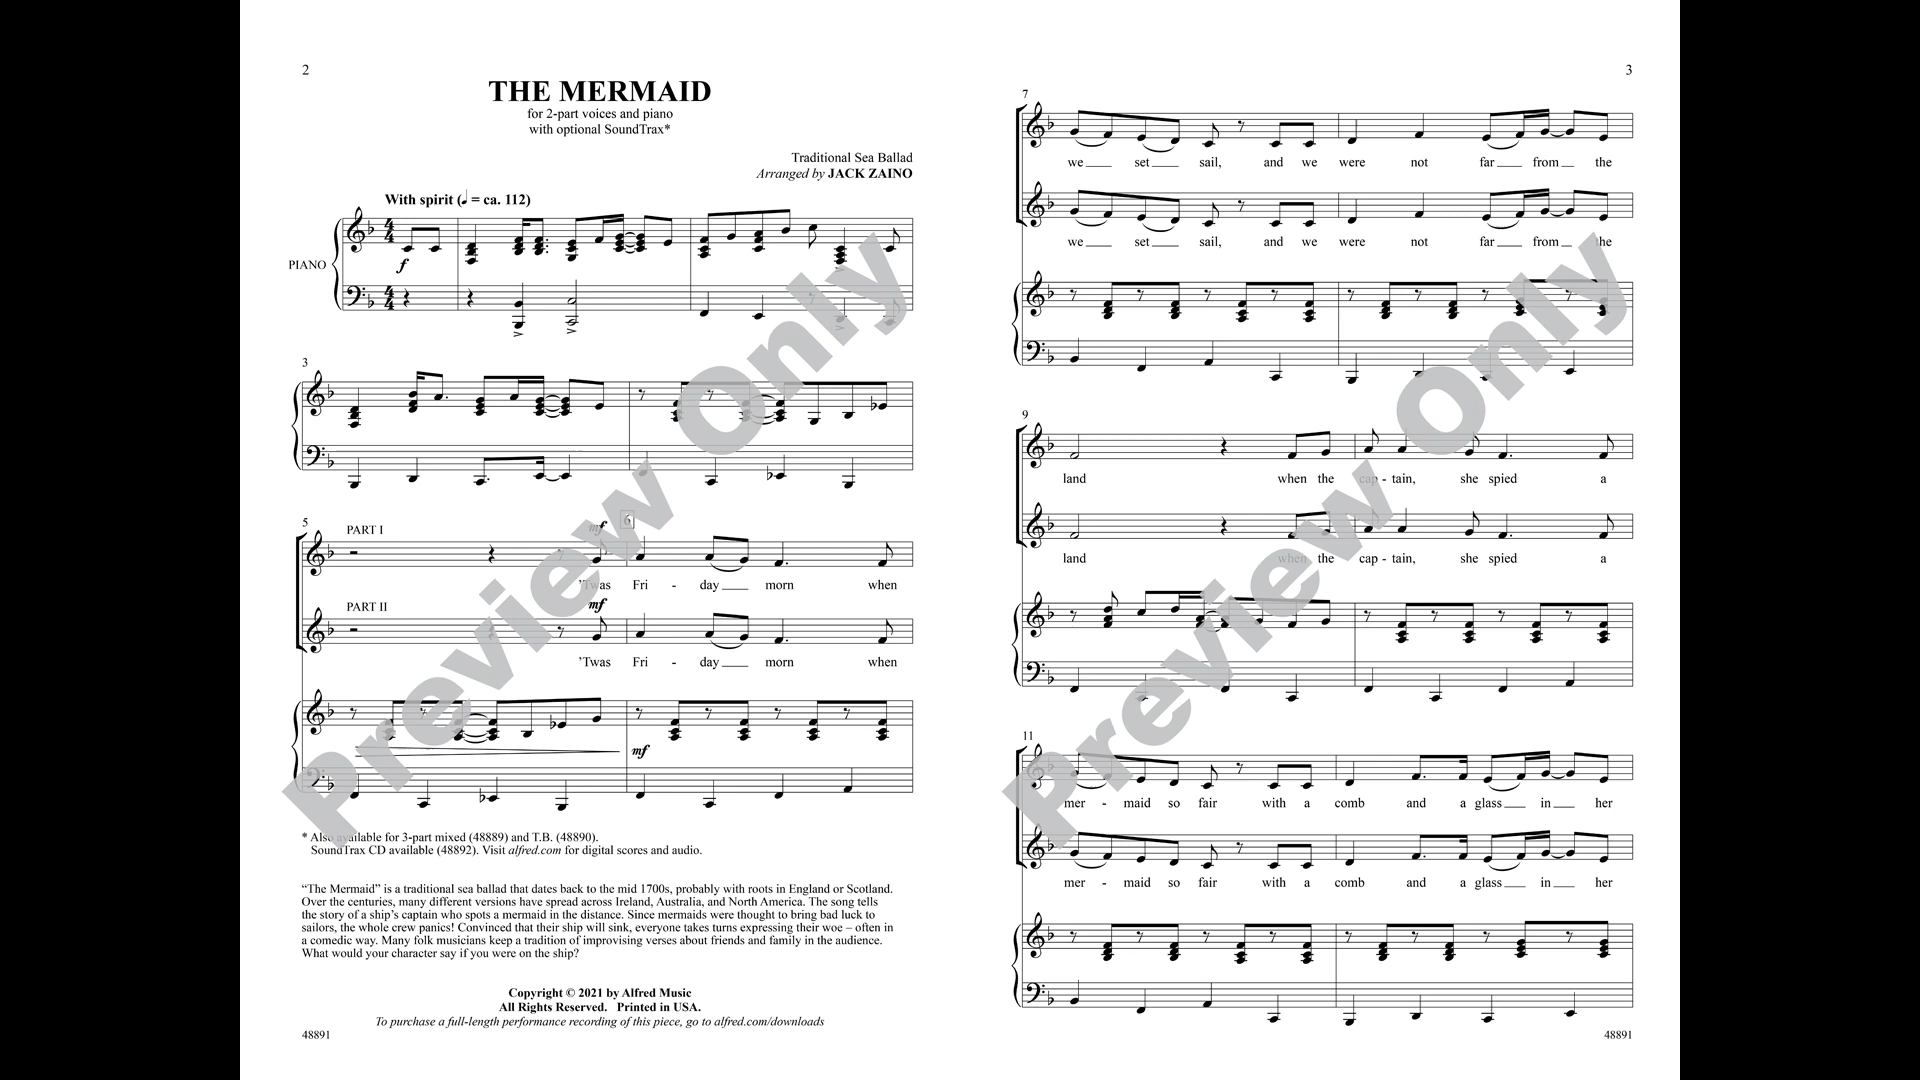 2
THE MERMAID
for 2-part voices and piano
with optional SoundTrax*
Traditional Sea Ballad
Arranged by JACK ZAINO
With spirit (♩ = ca. 112)
PIANO
f
3
5
PART I
mf
6
'Twas Fri - day morn when
PART II
mf
'Twas Fri - day morn when
mf
* Also available for 3-part mixed (48889) and T.B. (48890).
SoundTrax CD available (48892). Visit alfred.com for digital scores and audio.
“The Mermaid” is a traditional sea ballad that dates back to the mid 1700s, probably with roots in England or Scotland.
Over the centuries, many different versions have spread across Ireland, Australia, and North America. The song tells
the story of a ship’s captain who spots a mermaid in the distance. Since mermaids were thought to bring bad luck to
sailors, the whole crew panics! Convinced that their ship will sink, everyone takes turns expressing their woe – often in
a comedic way. Many folk musicians keep a tradition of improvising verses about friends and family in the audience.
What would your character say if you were on the ship?
Copyright © 2021 by Alfred Music
All Rights Reserved. Printed in USA.
To purchase a full-length performance recording of this piece, go to alfred.com/downloads
48891
Preview Only
3
7
we set sail, and we were not far from the
we set sail, and we were not far from the
9
land when the cap - tain, she spied a
land when the cap - tain, she spied a
11
mer - maid so fair with a comb and a glass in her
mer - maid so fair with a comb and a glass in her
48891
Preview Only